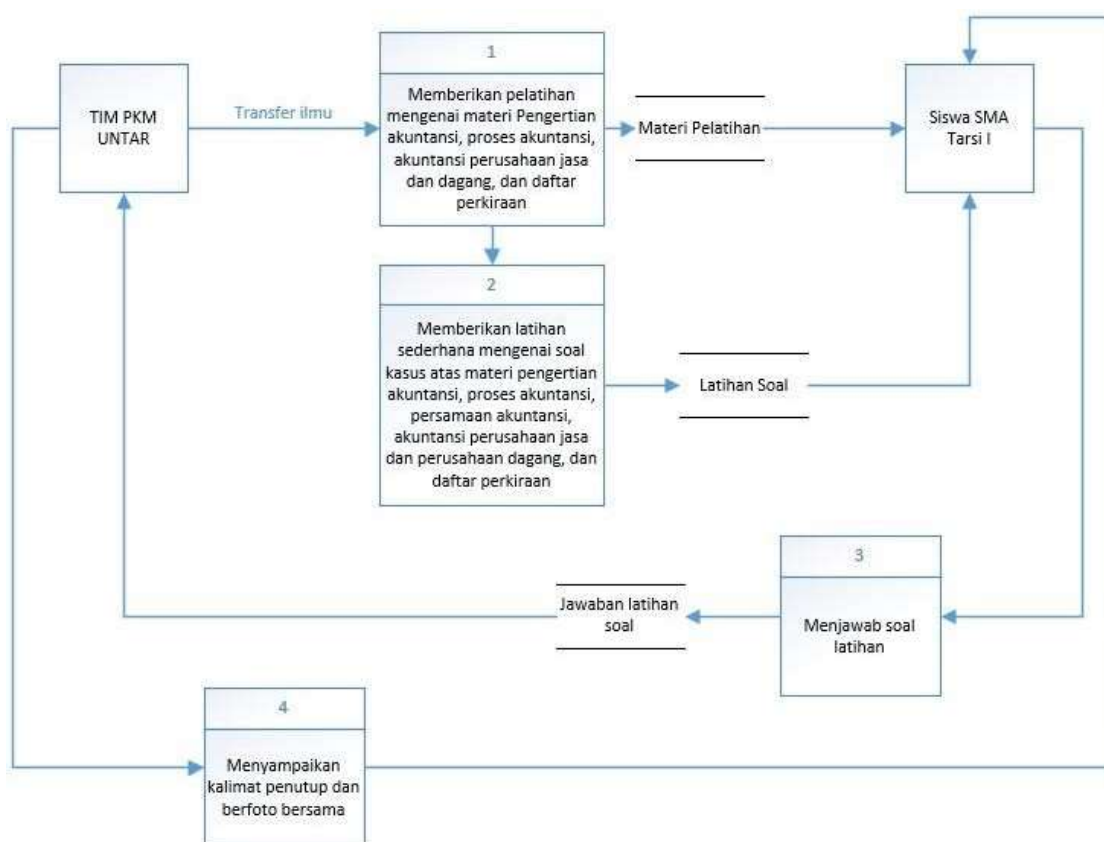 1
Memberikan pelatihan
mengenai materi Pengertian
akuntansi, proses akuntansi,
akuntansi perusahaan jasa
dan dagang, dan daftar
perkiraan
TIM PKM
UNTAR
Transfer ilmu
Materi Pelatihan
Siswa SMA
Tarsi I
2
Memberikan latihan
sederhana mengenai soal
kasus atas materi pengertian
akuntansi, proses akuntansi,
persamaan akuntansi,
akuntansi perusahaan jasa
dan perusahaan dagang, dan
daftar perkiraan
Latihan Soal
3
Menjawab soal
latihan
Jawaban latihan
soal
4
Menyampaikan
kalimat penutup dan
berfoto bersama